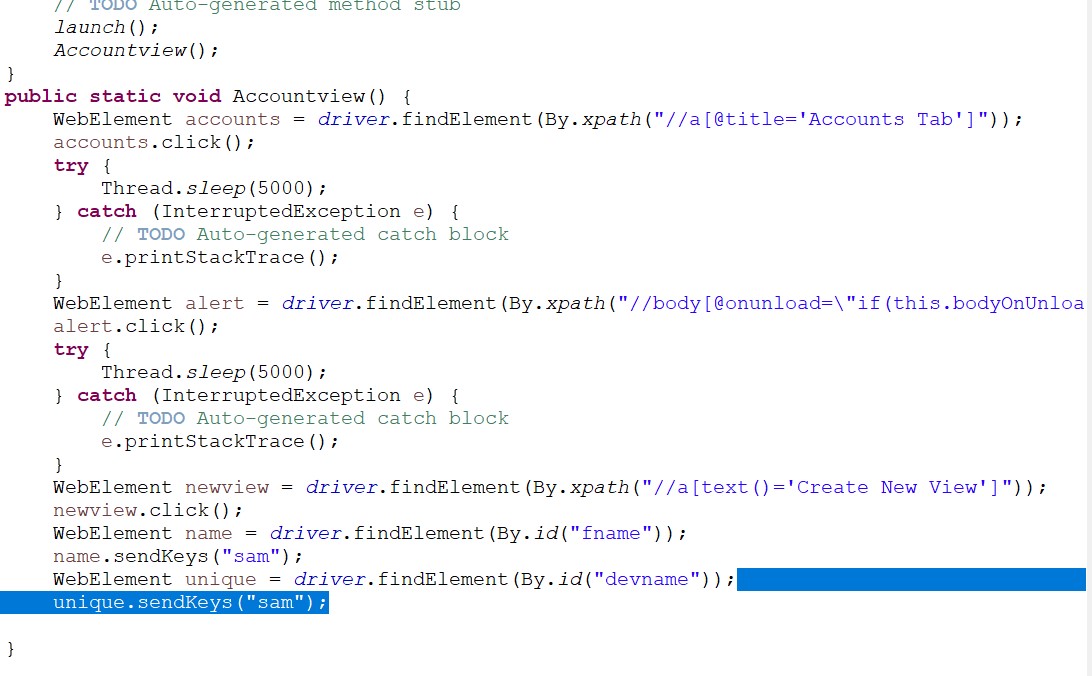 // TODO Auto-generated method stub
launch();
Accountview();
}
public static void Accountview() {
WebElement accounts = driver.findElement(By.xpath("//a[@title='Accounts Tab']"));
accounts.click();
try {
Thread.sleep(5000);
} catch (InterruptedException e) {
// TODO Auto-generated catch block
e.printStackTrace();
}
WebElement alert = driver.findElement(By.xpath("//body[@onunload=\"if(this.bodyOnUnloa
alert.click();
try {
Thread.sleep(5000);
} catch (InterruptedException e) {
// TODO Auto-generated catch block
e.printStackTrace();
}
WebElement newview = driver.findElement(By.xpath("//a[text()='Create New View']"));
newview.click();
WebElement name = driver.findElement(By.id("fname"));
name.sendKeys("sam");
WebElement unique = driver.findElement(By.id("devname"));
unique.sendKeys("sam");
}